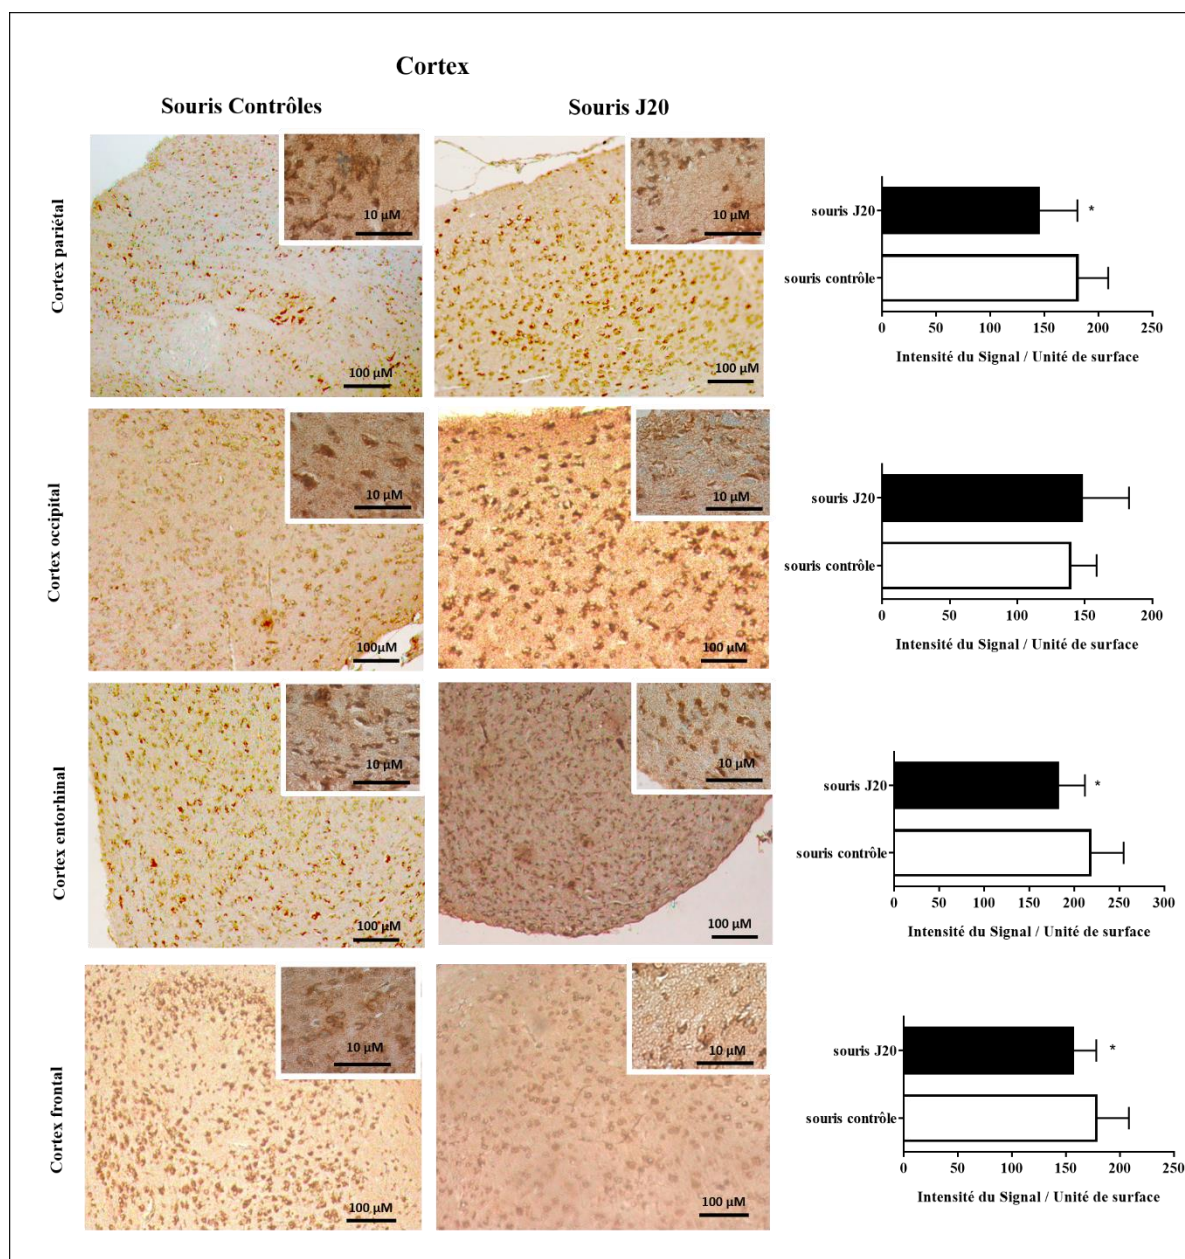 Cortex
Souris Contrôles
Souris J20
Cortex pariétal
10 µM
100 µM
10 µM
100 µM
souris J20
*
souris contrôle
0 50 100 150 200 250
Intensité du Signal / Unité de surface
Cortex occipital
10 µM
100µM
10 µM
100 µM
souris J20
souris contrôle
0 50 100 150 200
Intensité du Signal / Unité de surface
Cortex entorhinal
10 µM
100 µM
10 µM
100 µM
souris J20
*
souris contrôle
0 50 100 150 200 250 300
Intensité du Signal / Unité de surface
Cortex frontal
10 µM
100 µM
10 µM
100 µM
souris J20
*
souris contrôle
0 50 100 150 200 250
Intensité du Signal / Unité de surface